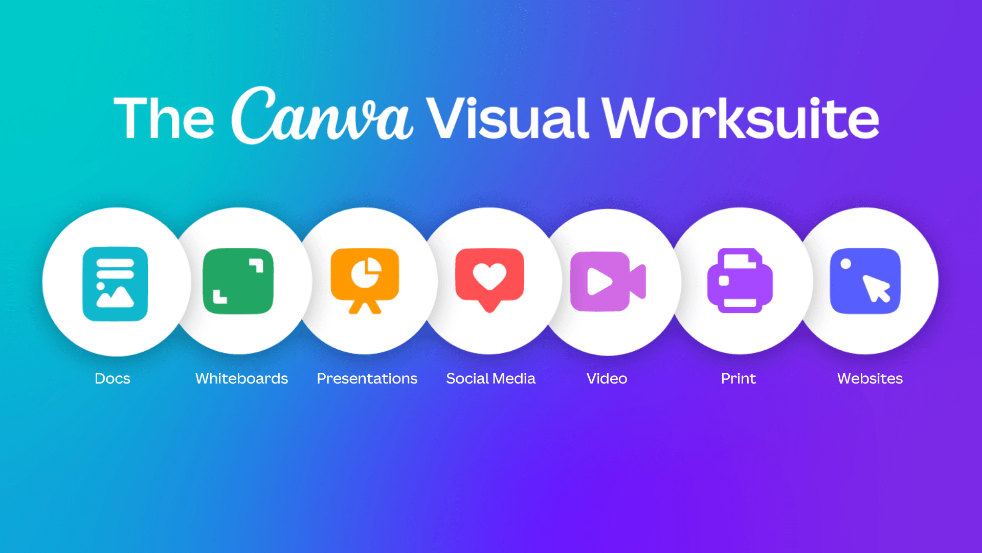 The Canva Visual Worksuite
Docs
Whiteboards
Presentations
Social Media
Video
Print
Websites